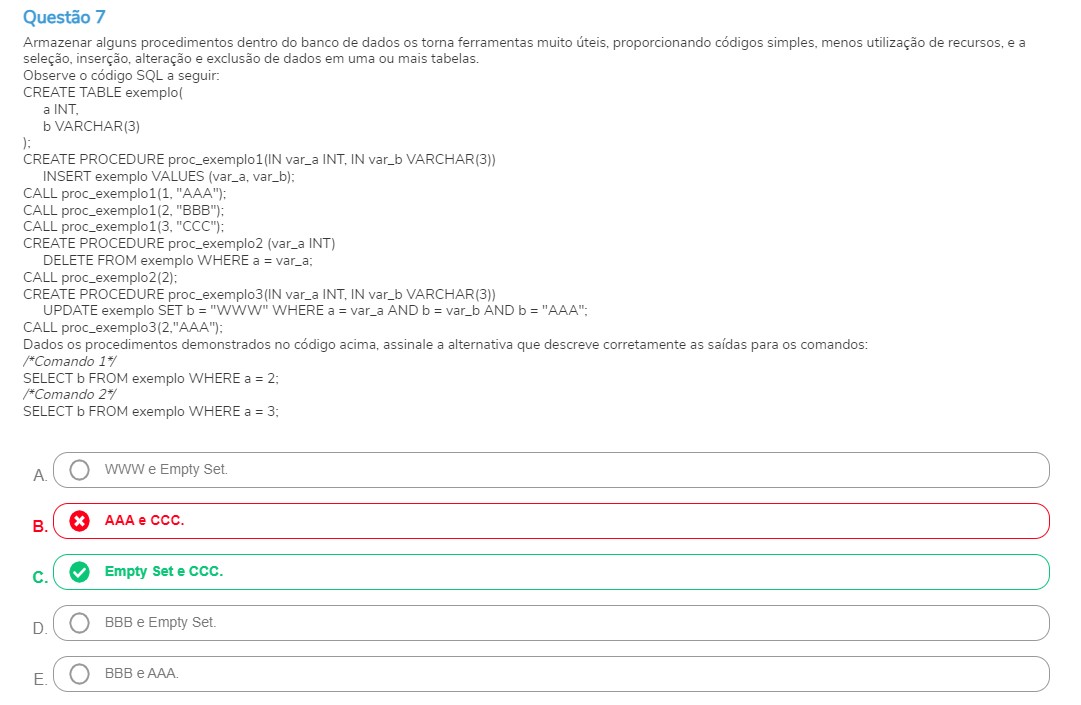 Questão 7
Armazenar alguns procedimentos dentro do banco de dados os torna ferramentas muito úteis, proporcionando códigos simples, menos utilização de recursos, e a
seleção, inserção, alteração e exclusão de dados em uma ou mais tabelas.
Observe o código SQL a seguir:
CREATE TABLE exemplo(
a INT,
b VARCHAR(3)
);
CREATE PROCEDURE proc_exemplo1(IN var_a INT, IN var_b VARCHAR(3))
INSERT exemplo VALUES (var_a, var_b);
CALL proc_exemplo1(1, "AAA");
CALL proc_exemplo1(2, "BBB");
CALL proc_exemplo1(3, "CCC");
CREATE PROCEDURE proc_exemplo2 (var_a INT)
DELETE FROM exemplo WHERE a = var_a;
CALL proc_exemplo2(2);
CREATE PROCEDURE proc_exemplo3(IN var_a INT, IN var_b VARCHAR(3))
UPDATE exemplo SET b = "WWW" WHERE a = var_a AND b = var_b AND b = "AAA";
CALL proc_exemplo3(2,"AAA");
Dados os procedimentos demonstrados no código acima, assinale a alternativa que descreve corretamente as saídas para os comandos:
/*Comando 1*/
SELECT b FROM exemplo WHERE a = 2;
/*Comando 2*/
SELECT b FROM exemplo WHERE a = 3;
A. WWW e Empty Set.
B. AAA e CCC.
C. Empty Set e CCC.
D. BBB e Empty Set.
E. BBB e AAA.